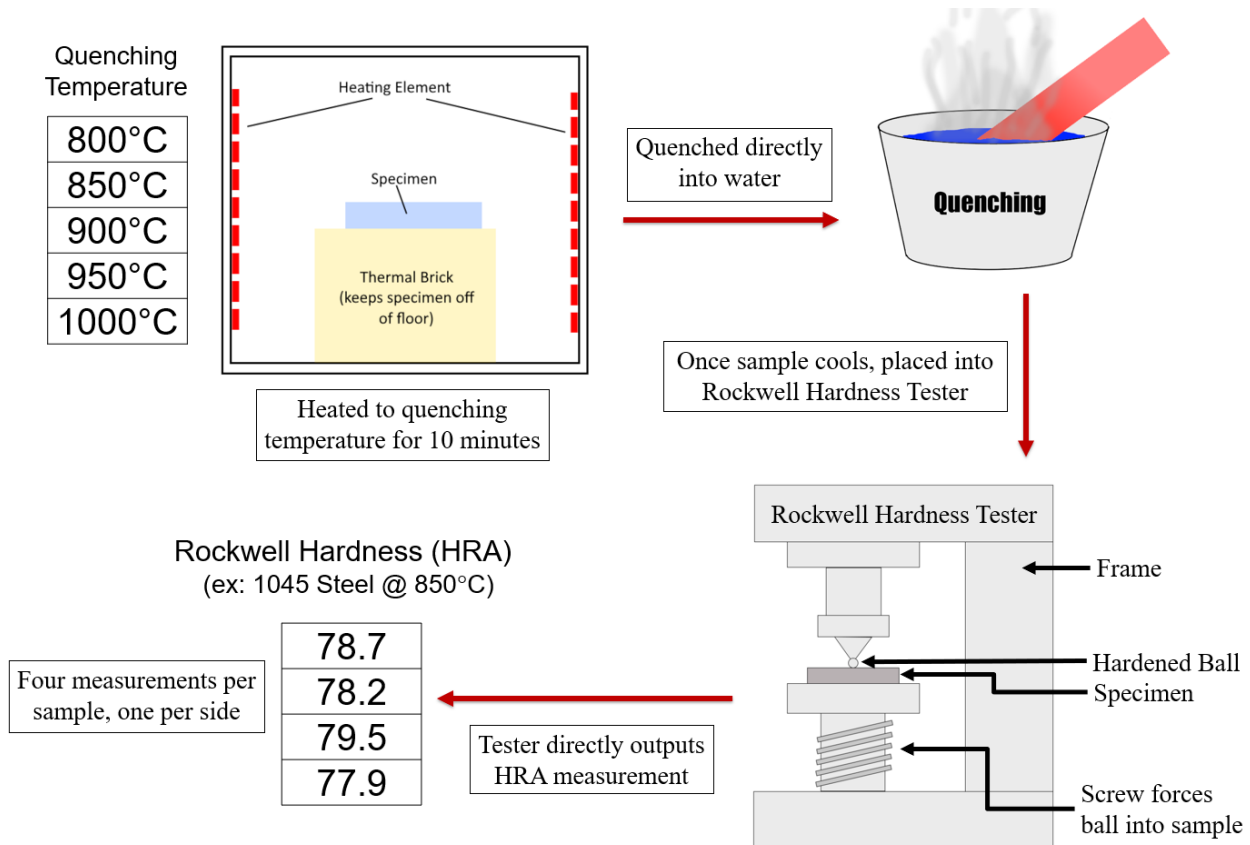 Quenching
Temperature
800°C
850°C
900°C
950°C
1000°C
Heating Element
Specimen
Thermal Brick
(keeps specimen off
of floor)
Heated to quenching
temperature for 10 minutes
Quenched directly
into water
Quenching
Once sample cools, placed into
Rockwell Hardness Tester
Rockwell Hardness Tester
Frame
Hardened Ball
Specimen
Screw forces
ball into sample
Tester directly outputs
HRA measurement
Rockwell Hardness (HRA)
(ex: 1045 Steel @ 850°C)
78.7
78.2
79.5
77.9
Four measurements per
sample, one per side